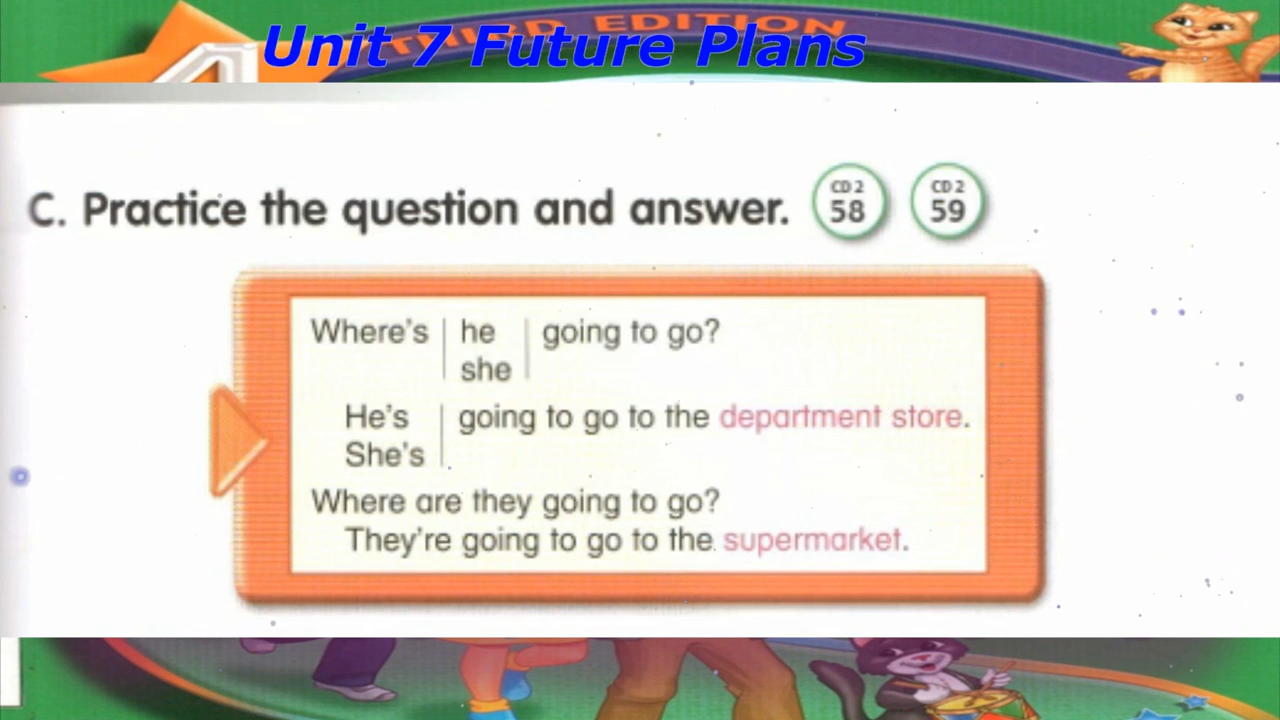 THIRD EDITION
Unit 7 Future Plans
C. Practice the question and answer. CD 2 58 CD 2 59
Where's he going to go?
she
He's going to go to the department store.
She's
Where are they going to go?
They're going to go to the supermarket.